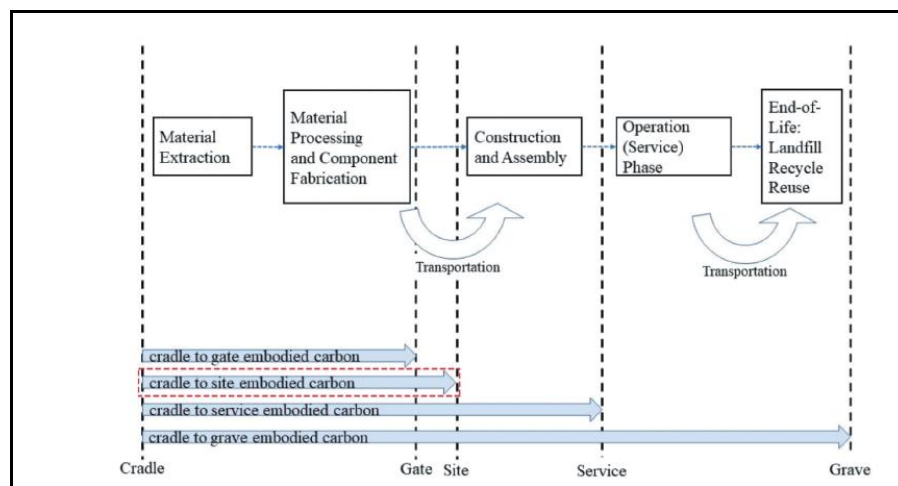 Material
Extraction
Material
Processing
and Component
Fabrication
Construction
and Assembly
Operation
(Service)
Phase
End-of-
Life:
Landfill
Recycle
Reuse
Transportation
Transportation
cradle to gate embodied carbon
cradle to site embodied carbon
cradle to service embodied carbon
cradle to grave embodied carbon
Cradle
Gate
Site
Service
Grave